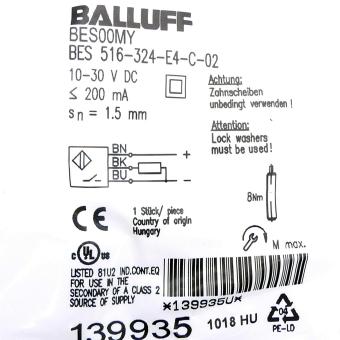 BALLUFF
BES00MY
BES 516-324-E4-C-02
10-30 V DC
≤ 200 mA
sn = 1.5 mm
Achtung:
Zahnscheiben
unbedingt verwenden !
Attention:
Lock washers
must be used!
BN +
BK
BU -
8Nm
M max.
CE
1 Stück/ piece
Country of origin
Hungary
c UL us
LISTED 81U2 IND.CONT.EQ
FOR USE IN THE
SECONDARY OF A CLASS 2
SOURCE OF SUPPLY
*139935U*
139935 1018 HU
04
PE-LD